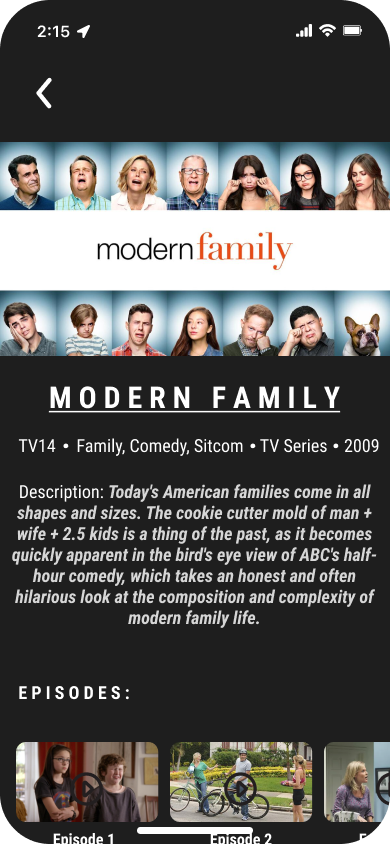 2:15
modern family
MODERN FAMILY
TV14 • Family, Comedy, Sitcom • TV Series • 2009
Description: Today's American families come in all
shapes and sizes. The cookie cutter mold of man +
wife + 2.5 kids is a thing of the past, as it becomes
quickly apparent in the bird's eye view of ABC's half-
hour comedy, which takes an honest and often
hilarious look at the composition and complexity of
modern family life.
EPISODES:
Episode 1 Episode 2